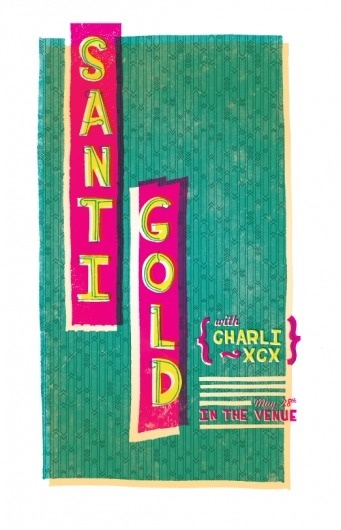 SANTI
GOLD
with
CHARLI
XCX
May 28th
IN THE VENUE